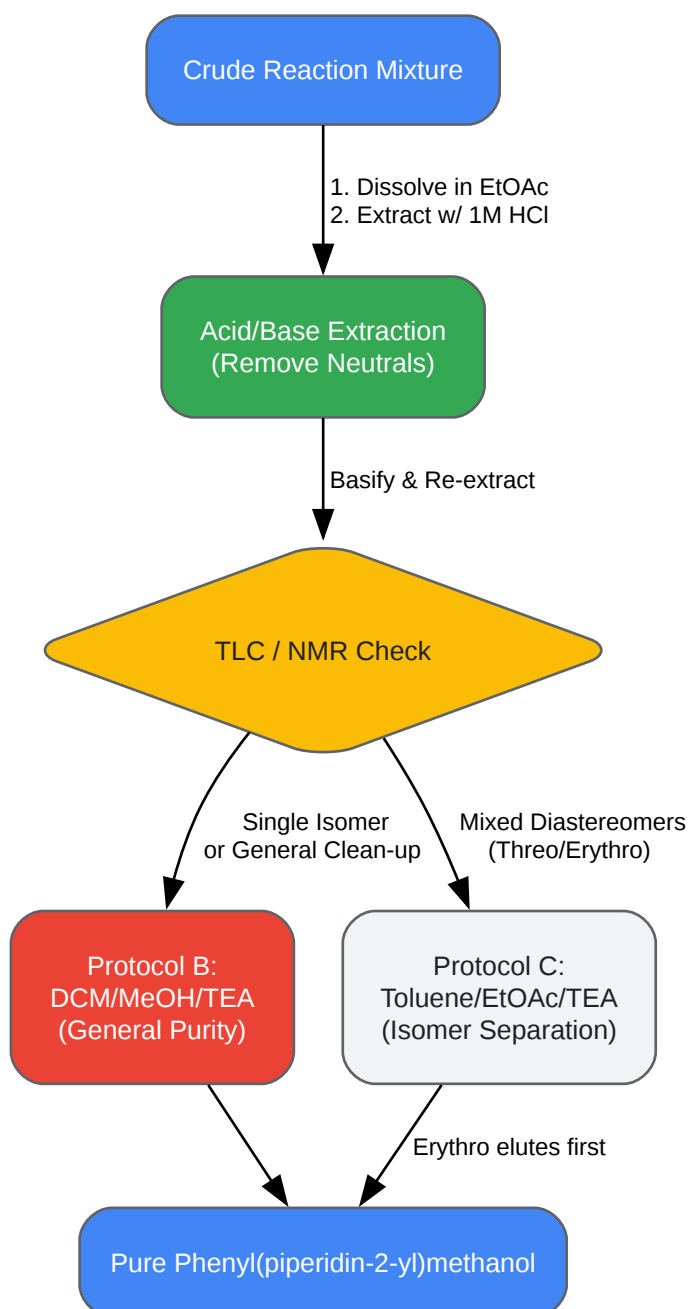 Crude Reaction Mixture
1. Dissolve in EtOAc
2. Extract w/ 1M HCl
Acid/Base Extraction
(Remove Neutrals)
Basify & Re-extract
TLC / NMR Check
Single Isomer
or General Clean-up
Mixed Diastereomers
(Threo/Erythro)
Protocol B:
DCM/MeOH/TEA
(General Purity)
Protocol C:
Toluene/EtOAc/TEA
(Isomer Separation)
Erythro elutes first
Pure Phenyl(piperidin-2-yl)methanol